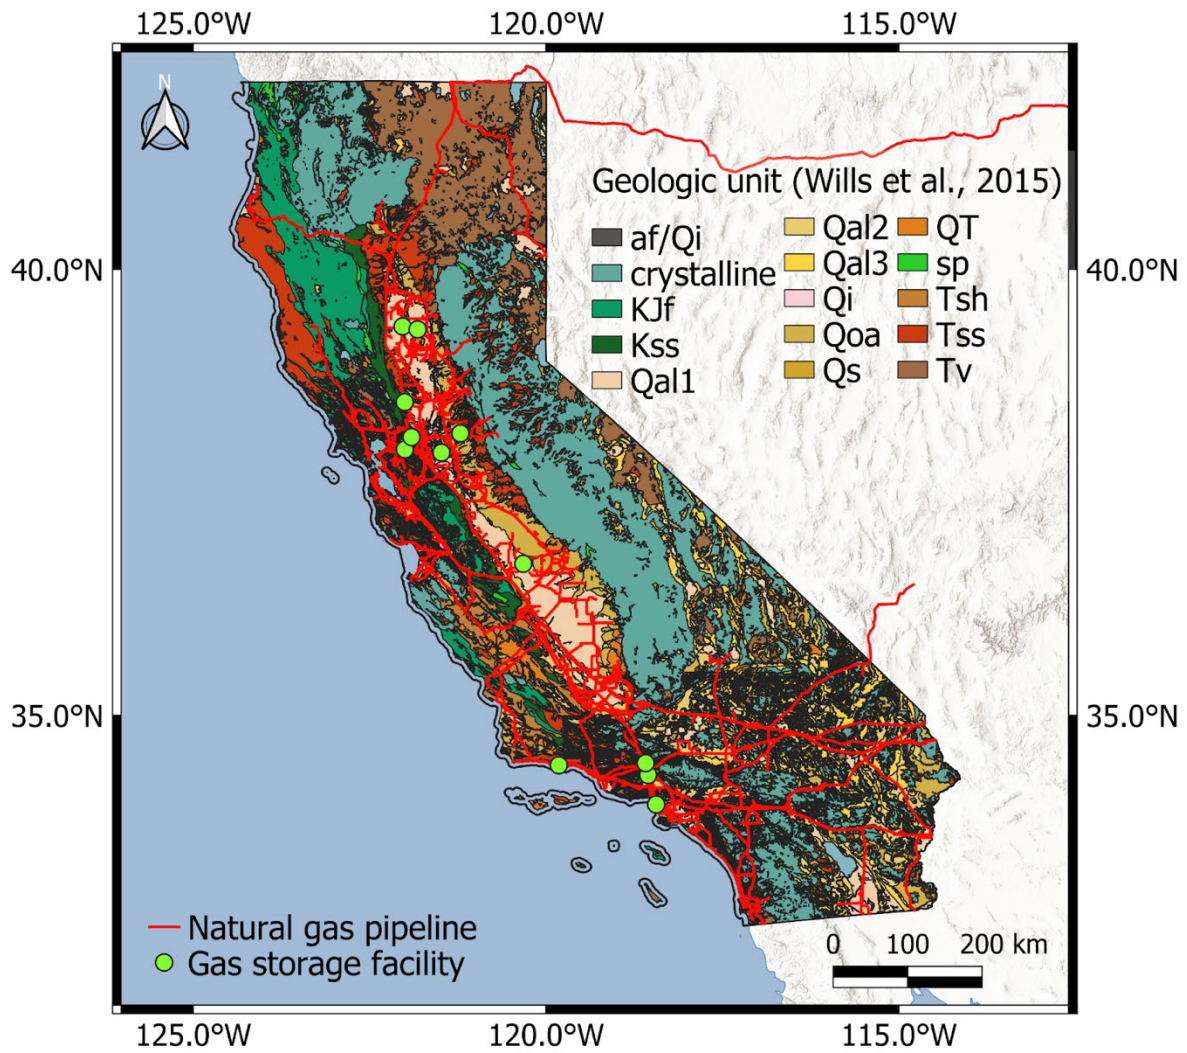 125.0°W 120.0°W 115.0°W
N
Geologic unit (Wills et al., 2015)
af/Qi Qal2 QT
crystalline Qal3 sp
KJf Qi Tsh
Kss Qoa Tss
Qal1 Qs Tv
40.0°N 40.0°N
35.0°N 35.0°N
Natural gas pipeline
Gas storage facility
0 100 200 km
125.0°W 120.0°W 115.0°W